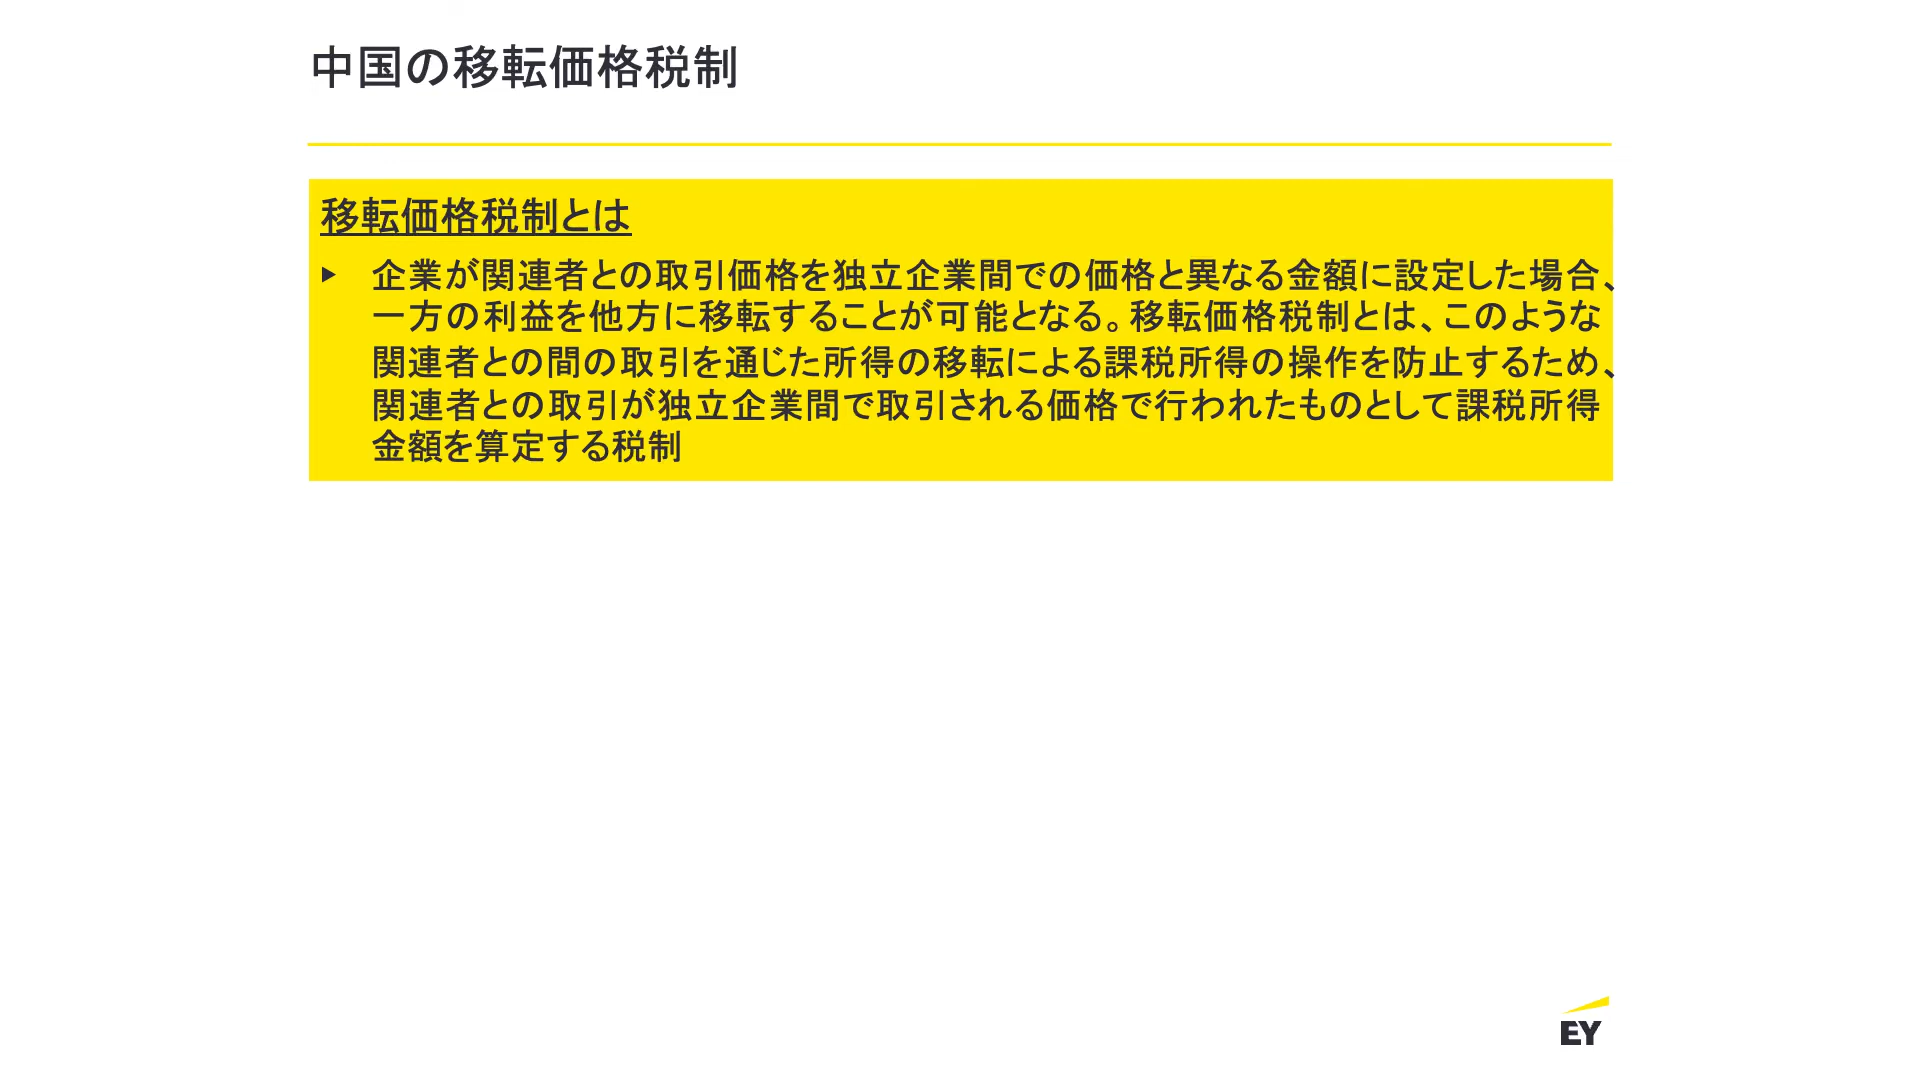 中国の移転価格税制
移転価格税制とは
▶ 企業が関連者との取引価格を独立企業間での価格と異なる金額に設定した場合、
一方の利益を他方に移転することが可能となる。移転価格税制とは、このような
関連者との間の取引を通じた所得の移転による課税所得の操作を防止するため、
関連者との取引が独立企業間で取引される価格で行われたものとして課税所得
金額を算定する税制
EY